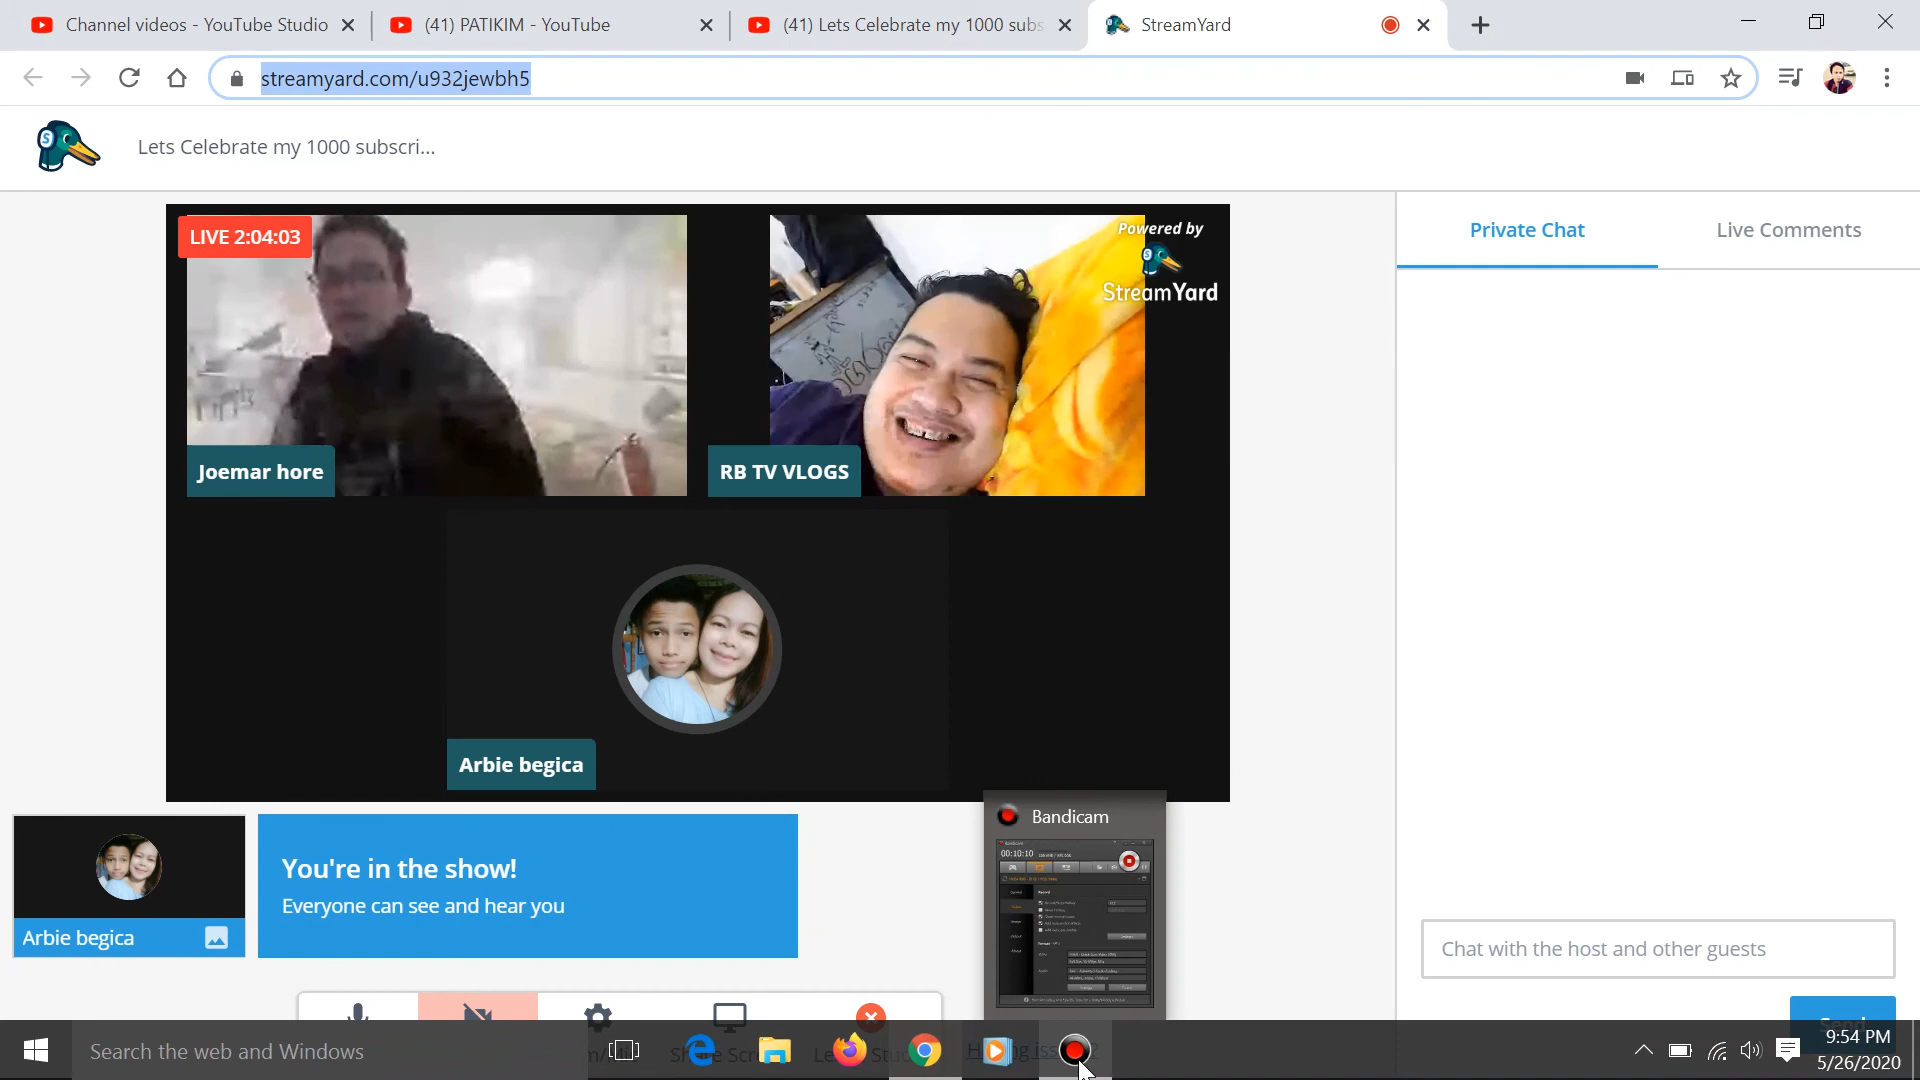 Channel videos - YouTube Studio
(41) PATIKIM - YouTube
(41) Lets Celebrate my 1000 subs
StreamYard
streamyard.com/u932jewbh5
Lets Celebrate my 1000 subscri...
Private Chat
Live Comments
LIVE 2:04:03
Powered by
StreamYard
Joemar hore
RB TV VLOGS
Arbie begica
Bandicam
00:10:10
You're in the show!
Everyone can see and hear you
Arbie begica
Chat with the host and other guests
Send
Search the web and Windows
9:54 PM
5/26/2020